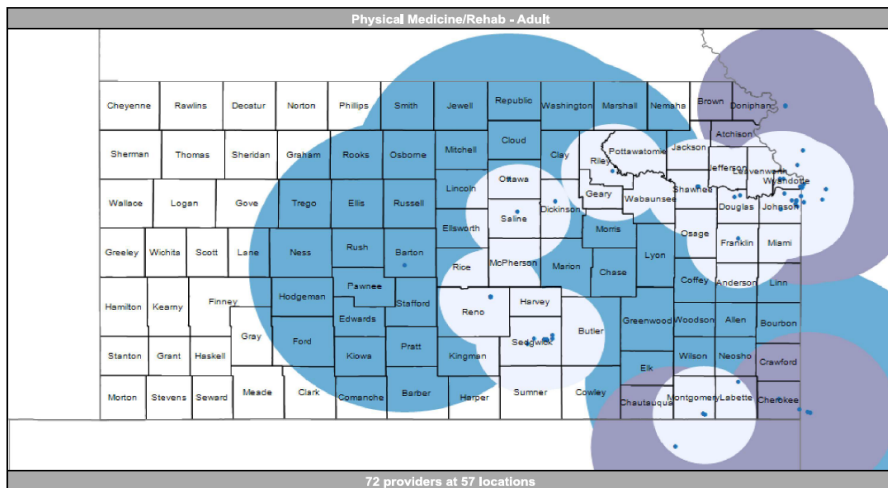 Physical Medicine/Rehab - Adult
Cheyenne Rawlins Decatur Norton Phillips Smith Jewell Republic Washington Marshall Nemaha Brown Doniphan
Sherman Thomas Sheridan Graham Rooks Osborne Mitchell Cloud Clay Riley Pottawatomie Jackson Atchison
Jefferson Leavenworth Wyandotte
Wallace Logan Gove Trego Ellis Russell Lincoln Ottawa Dickinson Geary Wabaunsee Shawnee Douglas Johnson
Saline
Greeley Wichita Scott Lane Ness Rush Barton Ellsworth Morris Osage Franklin Miami
Rice McPherson Marion Chase Lyon Coffey Anderson Linn
Hamilton Kearny Finney Hodgeman Pawnee Stafford Reno Harvey
Gray Ford Edwards Sedgwick Butler Greenwood Woodson Allen Bourbon
Stanton Grant Haskell Kiowa Pratt Kingman Elk Wilson Neosho Crawford
Morton Stevens Seward Meade Clark Comanche Barber Harper Sumner Cowley Chautauqua Montgomery Labette Cherokee
72 providers at 57 locations